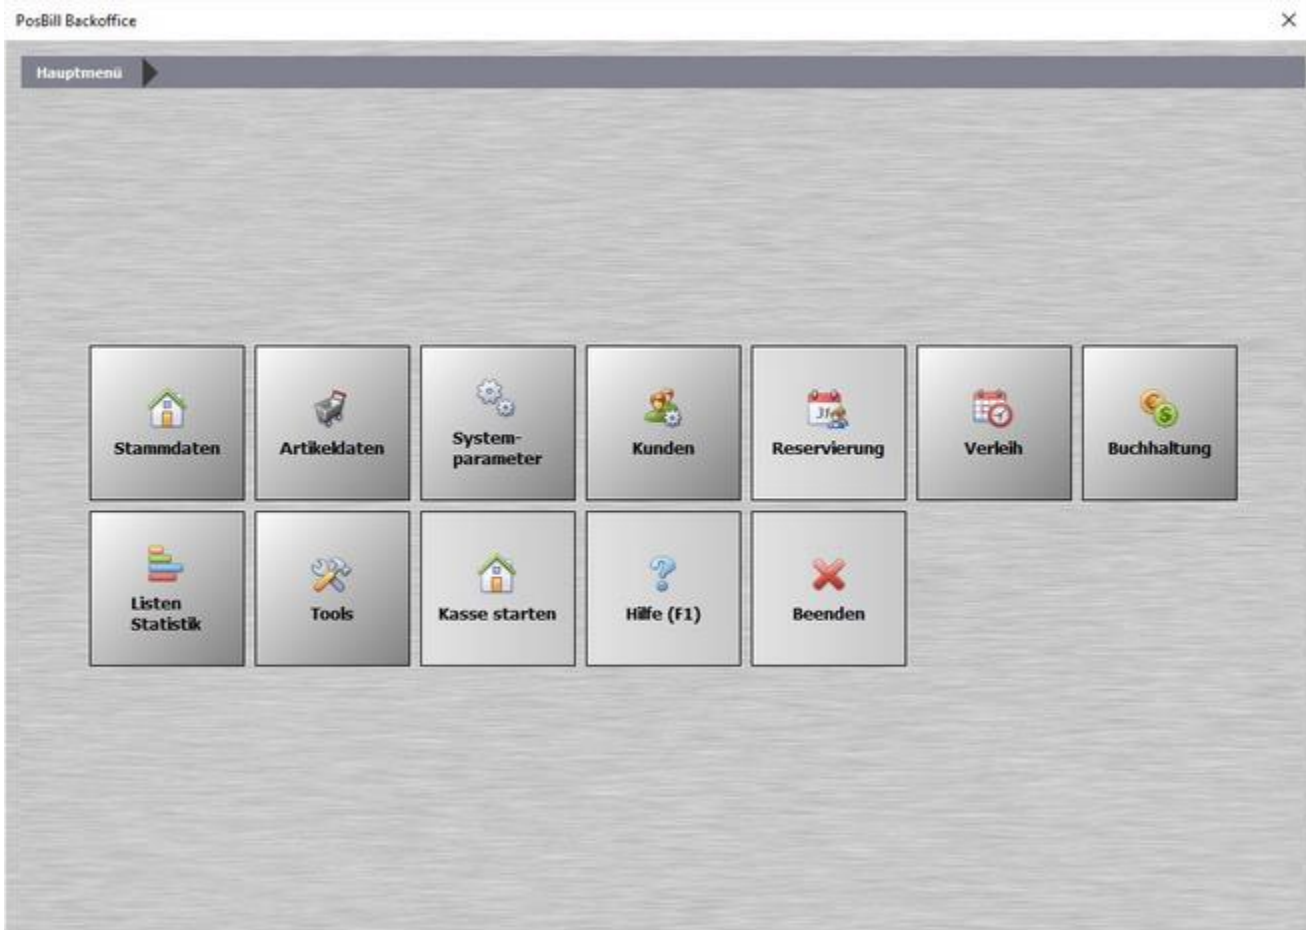 PosBill Backoffice
Hauptmenü
Stammdaten
Artikeldaten
System-
parameter
Kunden
Reservierung
Verleih
Buchhaltung
Listen
Statistik
Tools
Kasse starten
Hilfe (F1)
Beenden